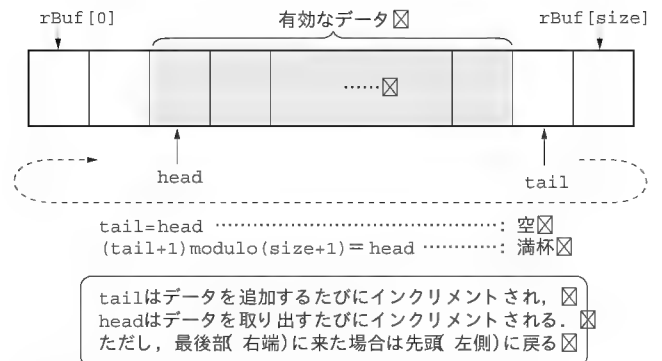 rBuf[0] 有効なデータ rBuf[size]
……
head tail
tail=head ……………………………………: 空
(tail+1)modulo(size+1)=head …………: 満杯
tailはデータを追加するたびにインクリメントされ，
headはデータを取り出すたびにインクリメントされる．
ただし，最後部(右端)に来た場合は先頭(左側)に戻る